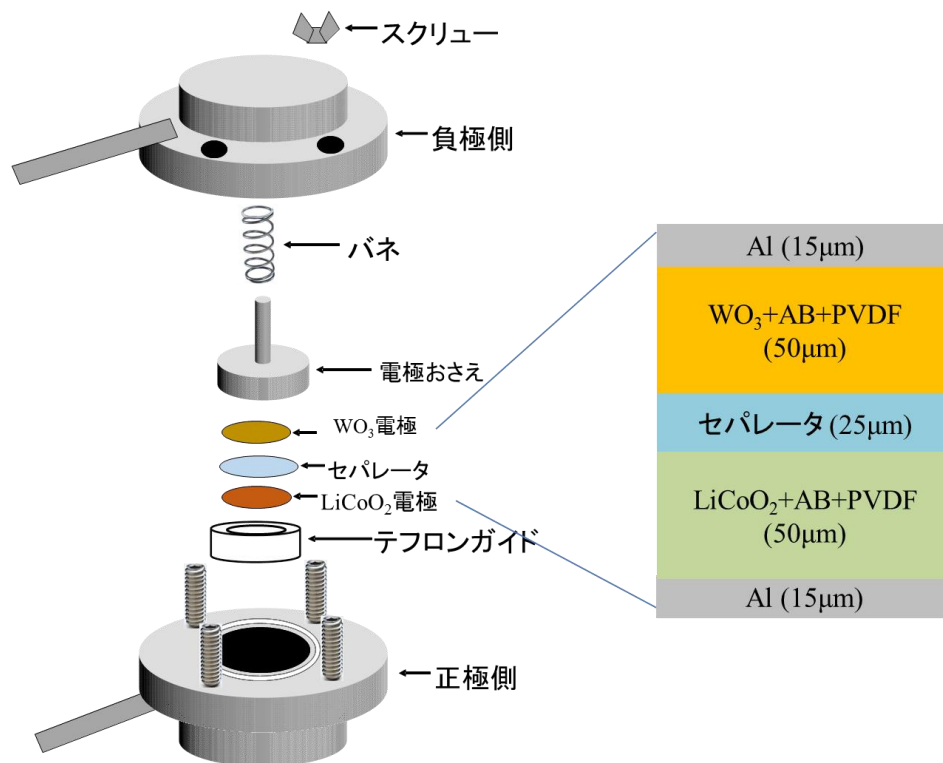 スクリュー
負極側
バネ
電極おさえ
WO₃電極
セパレータ
LiCoO₂電極
テフロンガイド
正極側
Al (15μm)
WO₃+AB+PVDF
(50μm)
セパレータ(25μm)
LiCoO₂+AB+PVDF
(50μm)
Al (15μm)